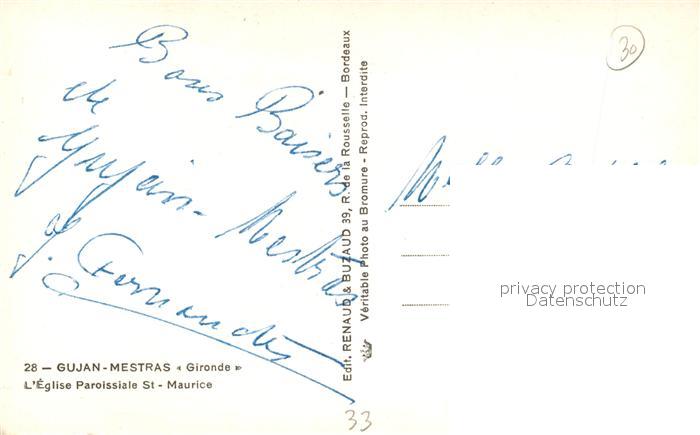 Bons Baisers
de
Gujan-Mestras
J. Fernandez
28 — GUJAN-MESTRAS « Gironde »
L'Église Paroissiale St - Maurice
Edit. RENAUD & BUZAUD 39, R. de la Rousselle — Bordeaux
Véritable Photo au Bromure - Reprod. Interdite
30
privacy protection
Datenschutz
33